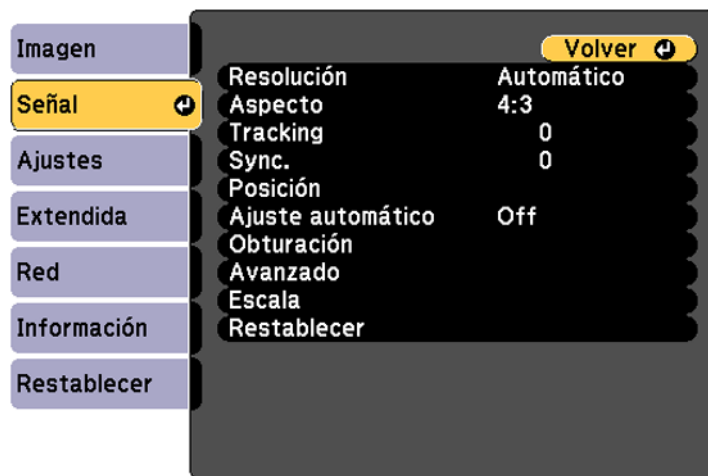 Imagen
Señal
Ajustes
Extendida
Red
Información
Restablecer
Volver
Resolución Automático
Aspecto 4:3
Tracking 0
Sync. 0
Posición
Ajuste automático Off
Obturación
Avanzado
Escala
Restablecer